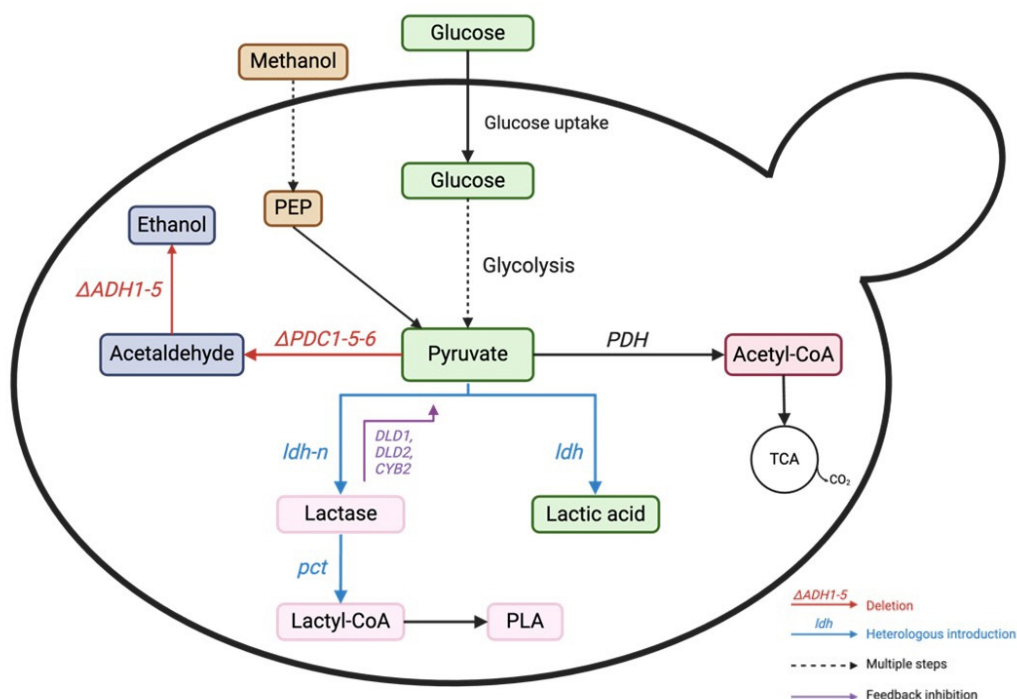 Glucose
Methanol
Glucose uptake
Glucose
PEP
Ethanol
Glycolysis
ΔADH1-5
Acetaldehyde
ΔPDC1-5-6
Pyruvate
PDH
Acetyl-CoA
DLD1,
DLD2,
CYB2
ldh-n
ldh
TCA
CO₂
Lactase
Lactic acid
pct
Lactyl-CoA
PLA
ΔADH1-5
Deletion
ldh
Heterologous introduction
Multiple steps
Feedback inhibition